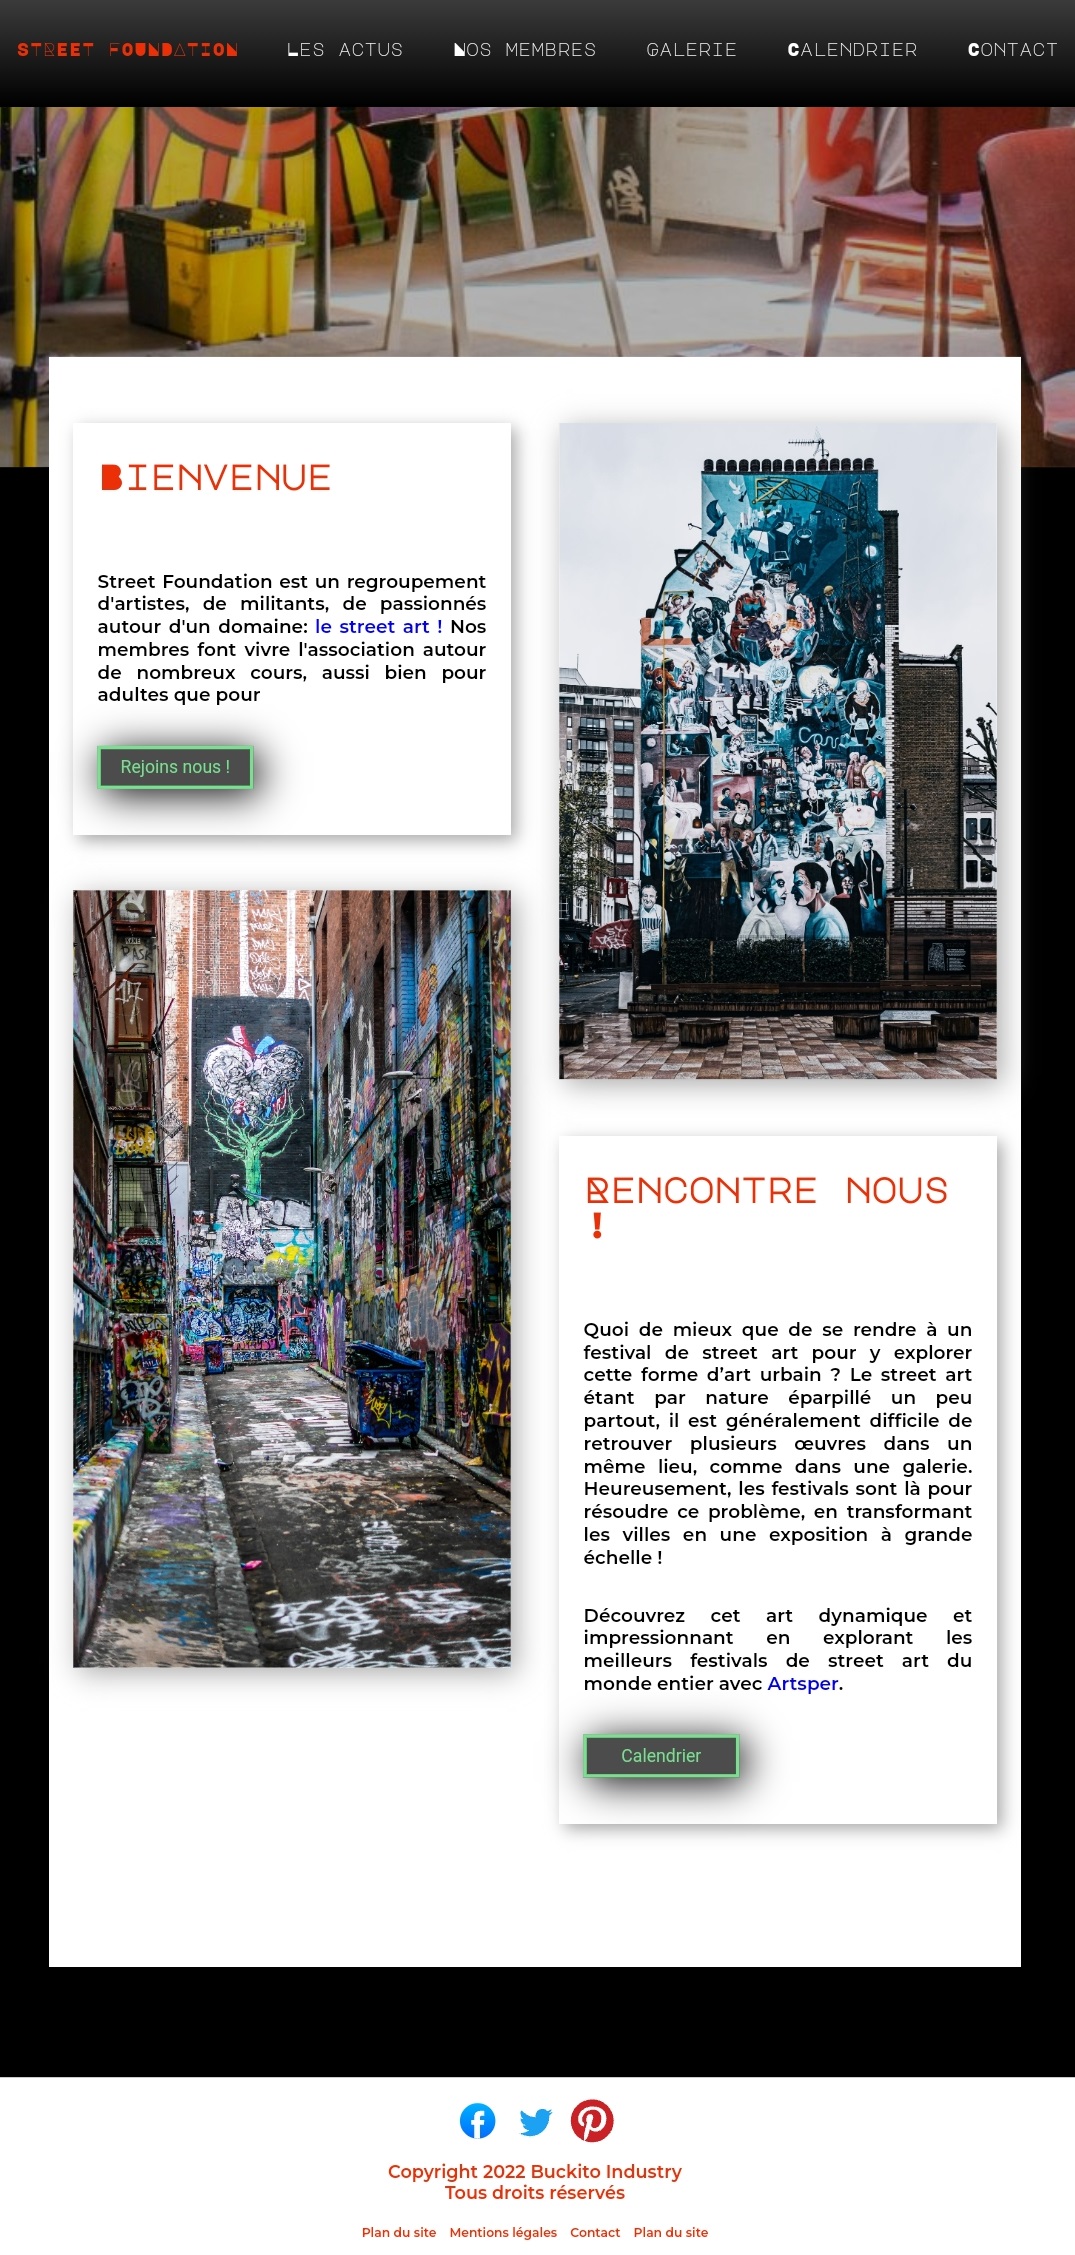 STREET FOUNDATION LES ACTUS NOS MEMBRES GALERIE CALENDRIER CONTACT
BIENVENUE
Street Foundation est un regroupement
d'artistes, de militants, de passionnés
autour d'un domaine: le street art ! Nos
membres font vivre l'association autour
de nombreux cours, aussi bien pour
adultes que pour
Rejoins nous !
RENCONTRE NOUS
!
Quoi de mieux que de se rendre à un
festival de street art pour y explorer
cette forme d’art urbain ? Le street art
étant par nature éparpillé un peu
partout, il est généralement difficile de
retrouver plusieurs œuvres dans un
même lieu, comme dans une galerie.
Heureusement, les festivals sont là pour
résoudre ce problème, en transformant
les villes en une exposition à grande
échelle !
Découvrez cet art dynamique et
impressionnant en explorant les
meilleurs festivals de street art du
monde entier avec Artsper.
Calendrier
Copyright 2022 Buckito Industry
Tous droits réservés
Plan du site Mentions légales Contact Plan du site